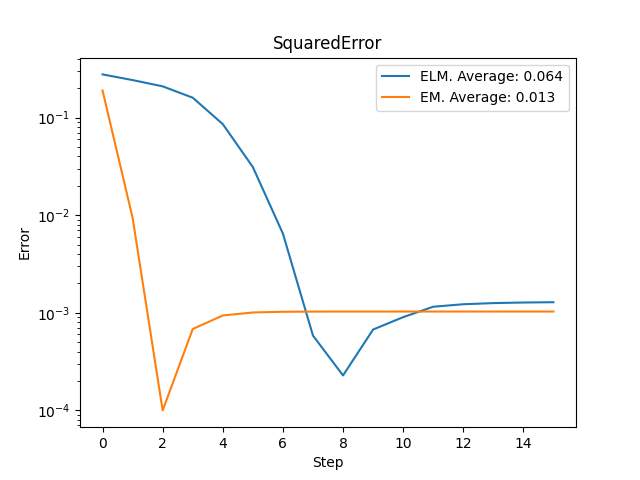 SquaredError
ELM. Average: 0.064
EM. Average: 0.013
Error
10⁻¹
10⁻²
10⁻³
10⁻⁴
0 2 4 6 8 10 12 14
Step